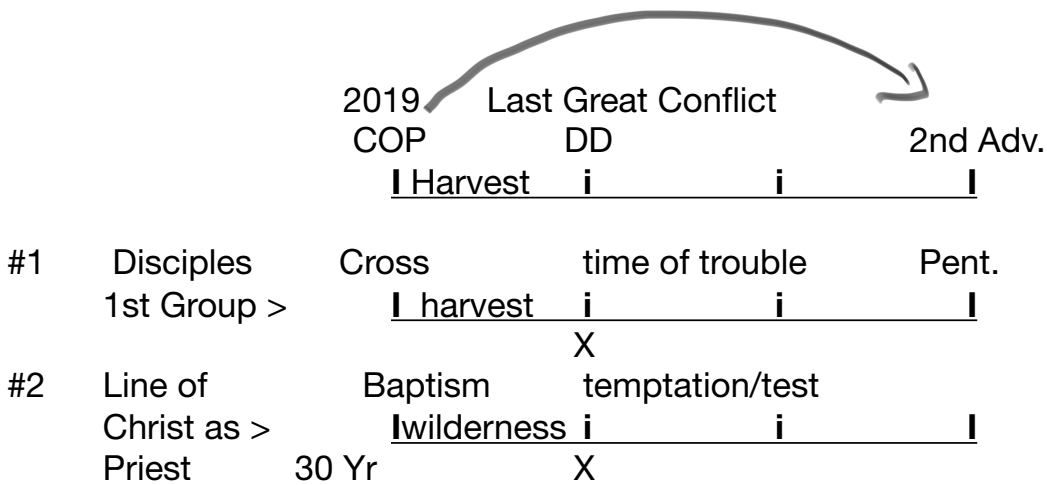 2019 Last Great Conflict
COP DD 2nd Adv.
I Harvest i i I
#1 Disciples Cross time of trouble Pent.
1st Group > I harvest i i I
X
#2 Line of Baptism temptation/test
Christ as > Iwilderness i i I
Priest 30 Yr X